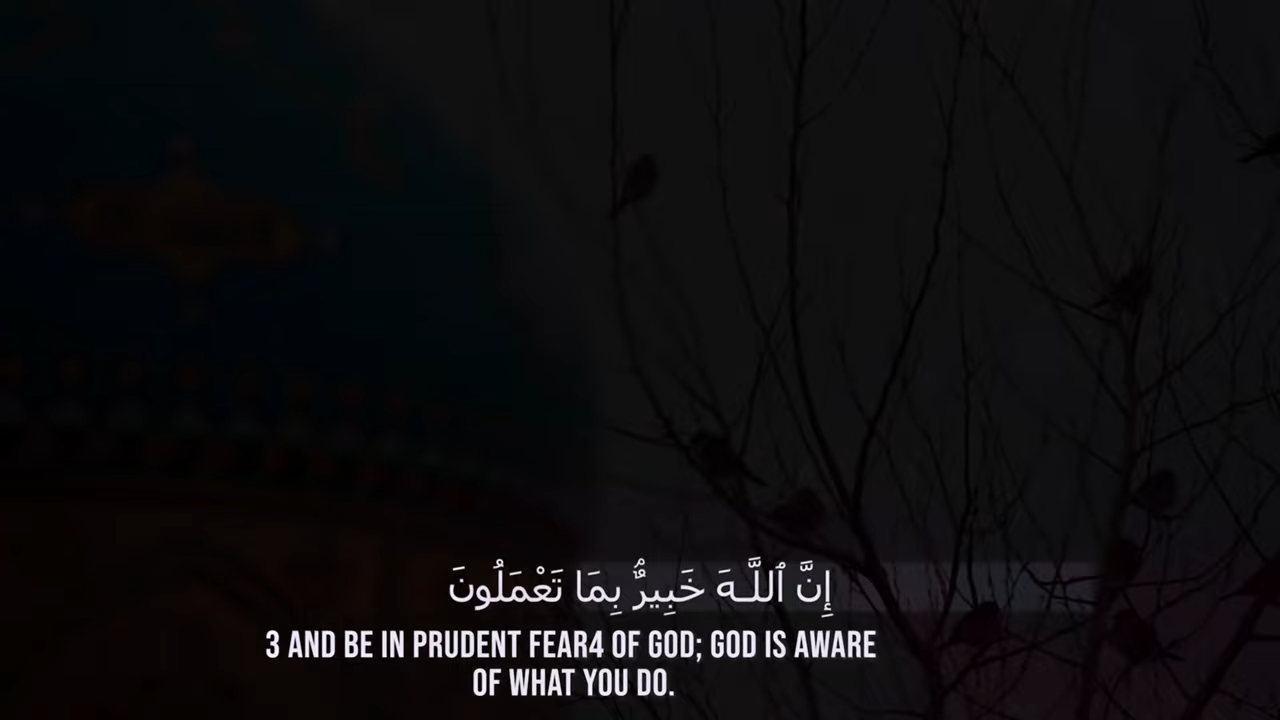 إِنَّ ٱللَّـهَ خَبِيرٌۢ بِمَا تَعْمَلُونَ
3 AND BE IN PRUDENT FEAR4 OF GOD; GOD IS AWARE
OF WHAT YOU DO.